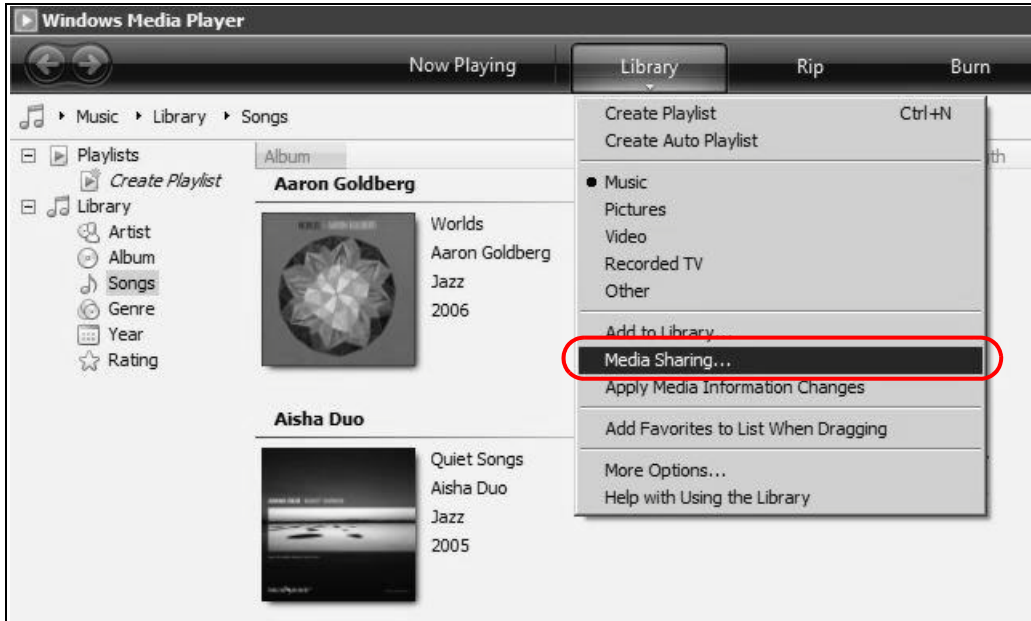 Windows Media Player
Now Playing
Library
Rip
Burn
Music
Library
Songs
Playlists
Create Playlist
Library
Artist
Album
Songs
Genre
Year
Rating
Album
Aaron Goldberg
Worlds
Aaron Goldberg
Jazz
2006
Aisha Duo
Quiet Songs
Aisha Duo
Jazz
2005
Create Playlist Ctrl+N
Create Auto Playlist
Music
Pictures
Video
Recorded TV
Other
Add to Library...
Media Sharing...
Apply Media Information Changes
Add Favorites to List When Dragging
More Options...
Help with Using the Library